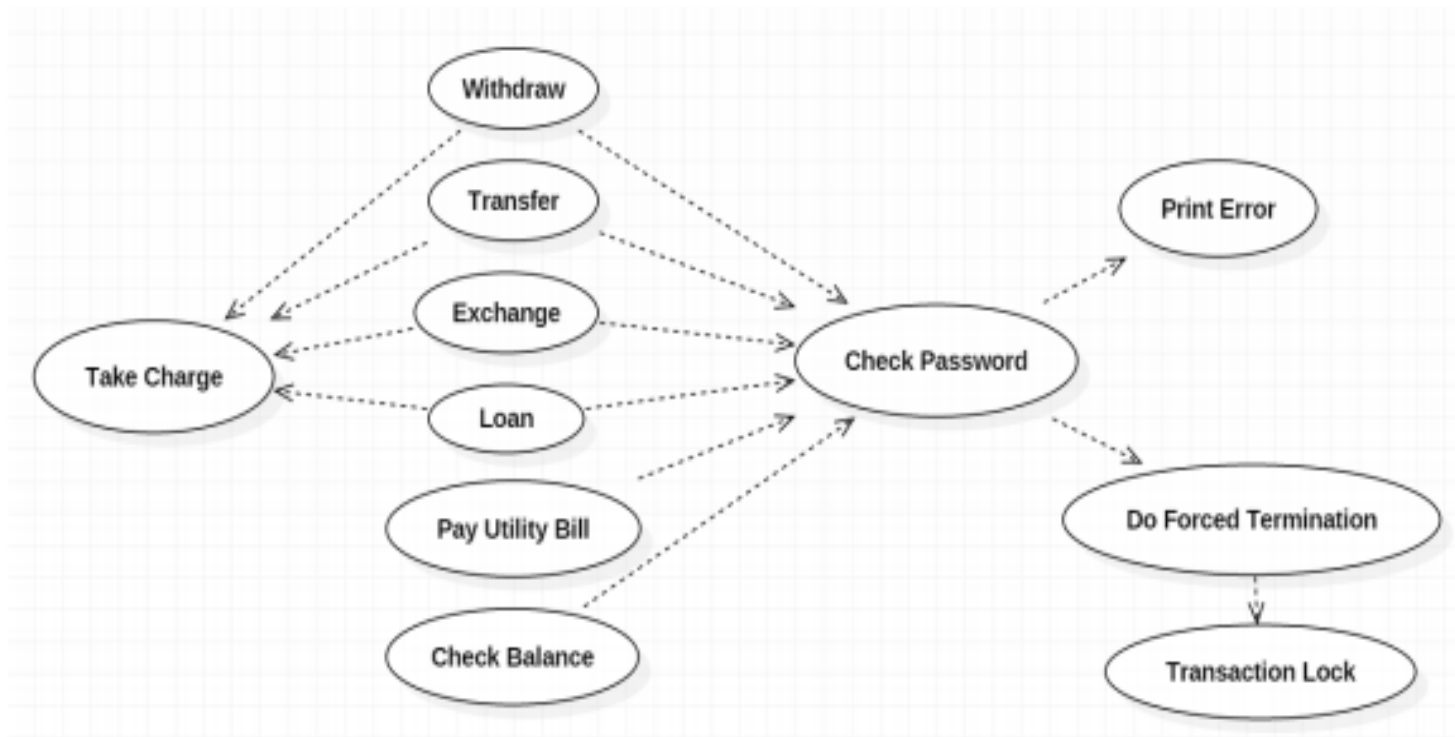 Withdraw
Transfer
Print Error
Exchange
Check Password
Take Charge
Loan
Pay Utility Bill
Do Forced Termination
Check Balance
Transaction Lock